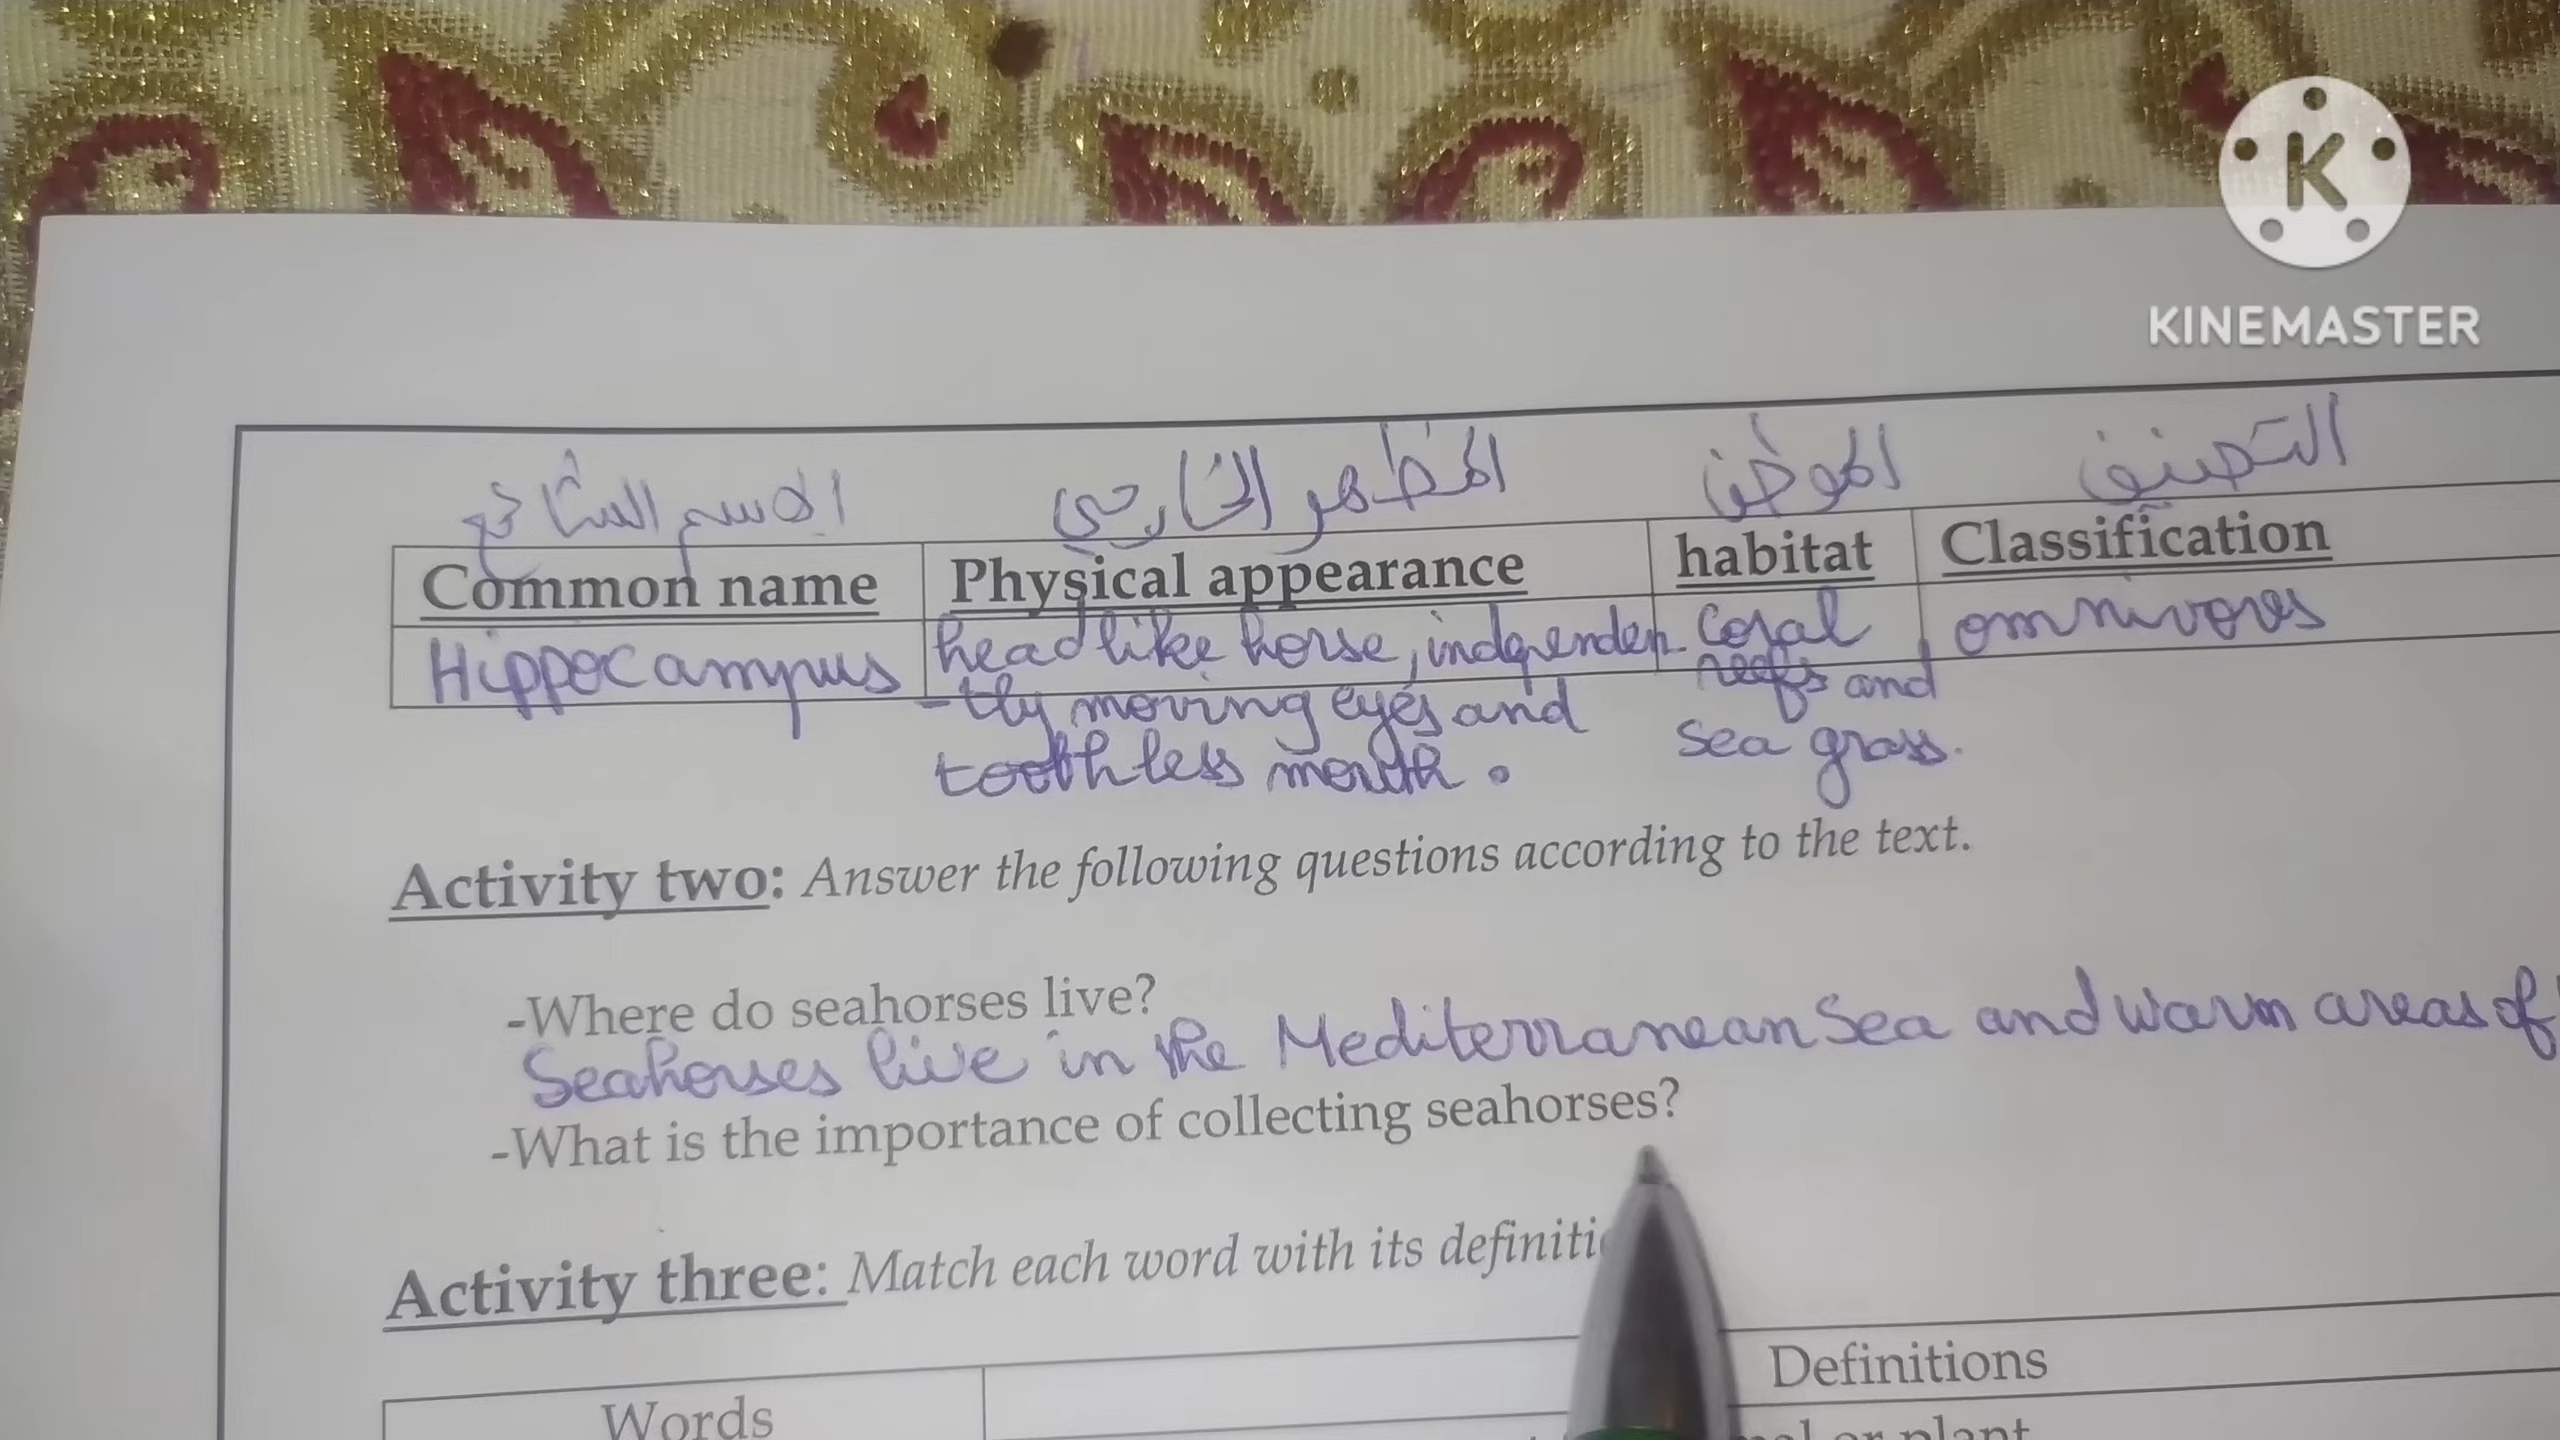 KINEMASTER
الاسم الشائع المظهر الخارجي الموطن التصنيف
Common name Physical appearance habitat Classification
Hippocampus head like horse, independen coral omnivores
-tly moving eyes and reefs and
toothless mouth. sea grass.
Activity two: Answer the following questions according to the text.
-Where do seahorses live?
Seahorses live in the Mediterranean Sea and warm areas of
-What is the importance of collecting seahorses?
Activity three: Match each word with its definiti
Words Definitions
or plant